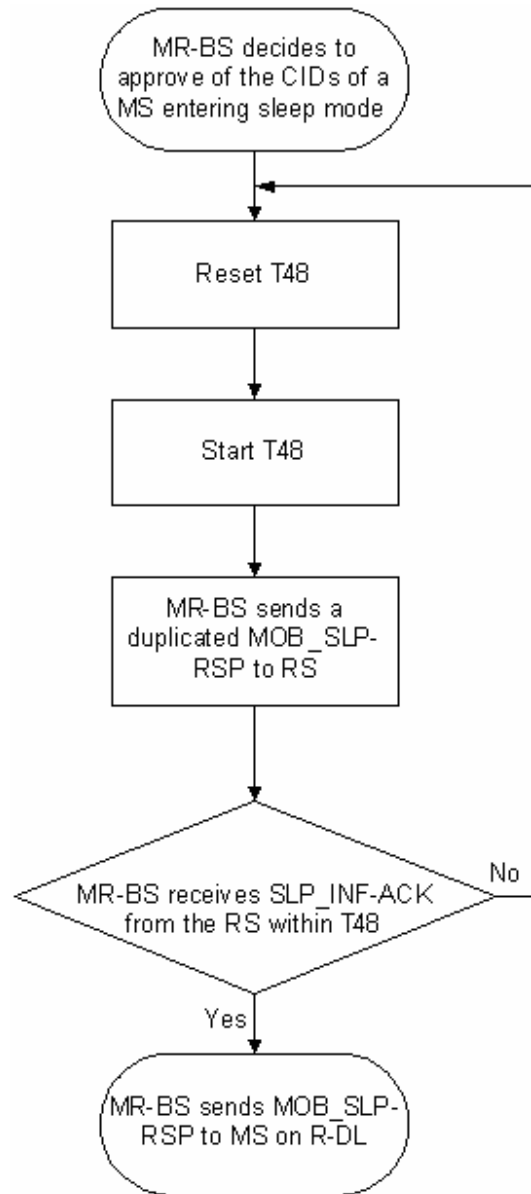 MR-BS decides to
approve of the CIDs of a
MS entering sleep mode
Reset T48
Start T48
MR-BS sends a
duplicated MOB_SLP-
RSP to RS
MR-BS receives SLP_INF-ACK
from the RS within T48
No
Yes
MR-BS sends MOB_SLP-
RSP to MS on R-DL